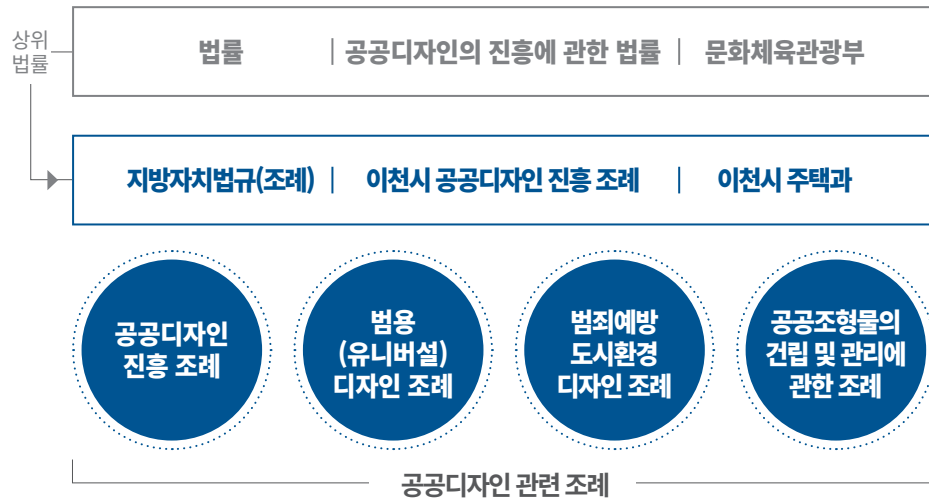 상위
법률
법률 | 공공디자인의 진흥에 관한 법률 | 문화체육관광부
지방자치법규(조례) | 이천시 공공디자인 진흥 조례 | 이천시 주택과
공공디자인
진흥 조례
범용
(유니버설)
디자인 조례
범죄예방
도시환경
디자인 조례
공공조형물의
건립 및 관리에
관한 조례
공공디자인 관련 조례